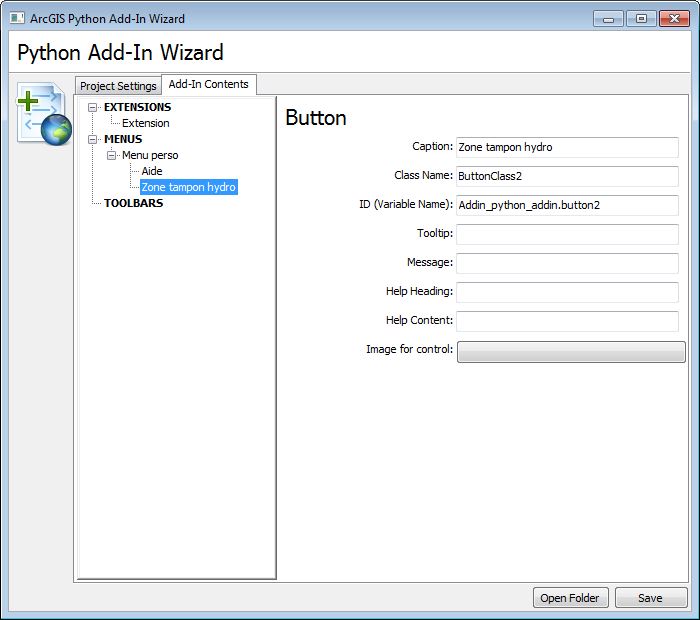 ArcGIS Python Add-In Wizard
Python Add-In Wizard
Project Settings
Add-In Contents
EXTENSIONS
Extension
MENUS
Menu perso
Aide
Zone tampon hydro
TOOLBARS
Button
Caption: Zone tampon hydro
Class Name: ButtonClass2
ID (Variable Name): Addin_python_addin.button2
Tooltip:
Message:
Help Heading:
Help Content:
Image for control:
Open Folder
Save